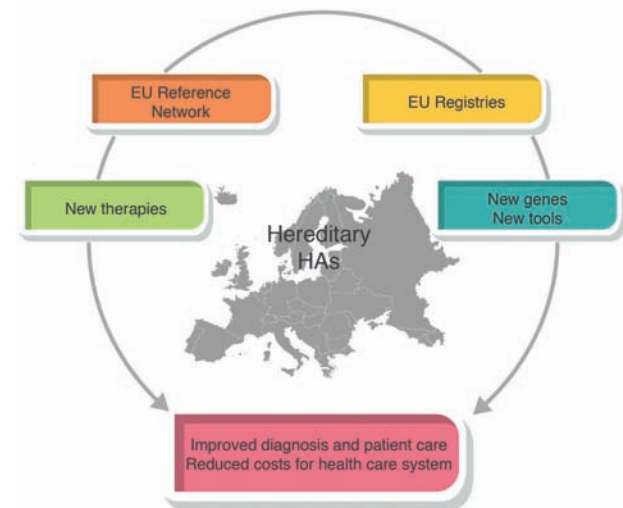 EU Reference
Network
EU Registries
New therapies
New genes
New tools
Hereditary
HAs
Improved diagnosis and patient care
Reduced costs for health care system